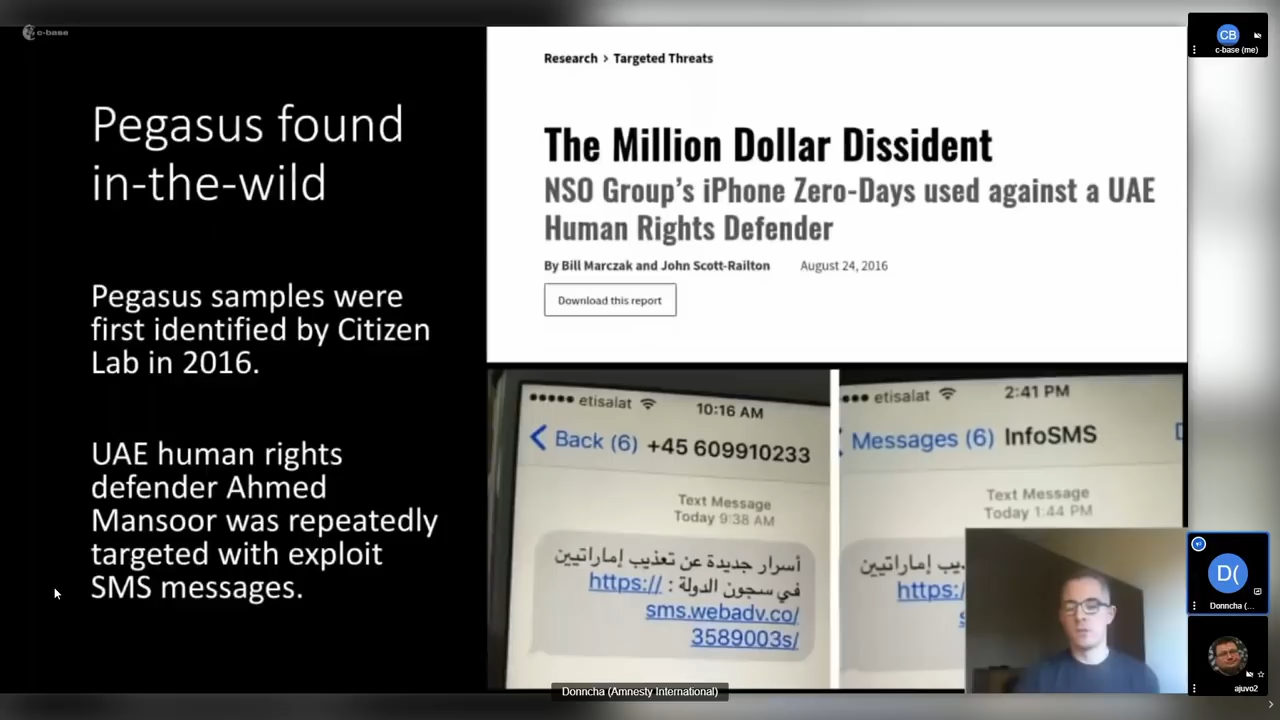 c-base
Pegasus found
in-the-wild
Pegasus samples were
first identified by Citizen
Lab in 2016.
UAE human rights
defender Ahmed
Mansoor was repeatedly
targeted with exploit
SMS messages.
Research > Targeted Threats
The Million Dollar Dissident
NSO Group's iPhone Zero-Days used against a UAE
Human Rights Defender
By Bill Marczak and John Scott-Railton August 24, 2016
Download this report
etisalat 10:16 AM
Back (6) +45 609910233
Text Message
Today 9:38 AM
أسرار جديدة عن تعذيب إماراتيين
في سجون الدولة : https://
sms.webadv.co/
3589003s/
etisalat 2:41 PM
Messages (6) InfoSMS
Text Message
Today 1:44 PM
إماراتيين
https:/
Donncha (Amnesty International)
CB
c-base (me)
D(
Donncha (...
ajuvo2